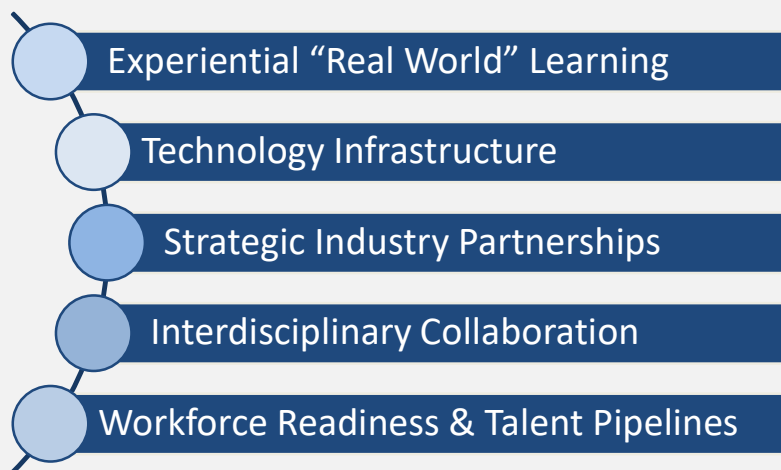 Experiential “Real World” Learning
Technology Infrastructure
Strategic Industry Partnerships
Interdisciplinary Collaboration
Workforce Readiness & Talent Pipelines